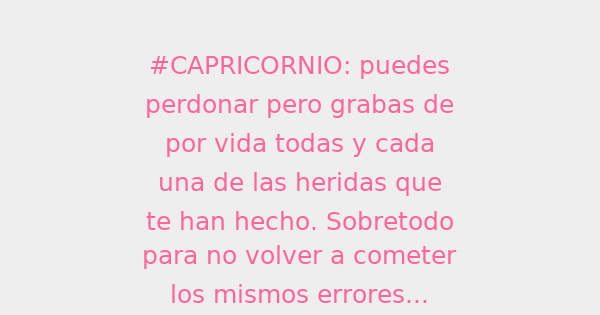 #CAPRICORNIO: puedes
perdonar pero grabas de
por vida todas y cada
una de las heridas que
te han hecho. Sobretodo
para no volver a cometer
los mismos errores...